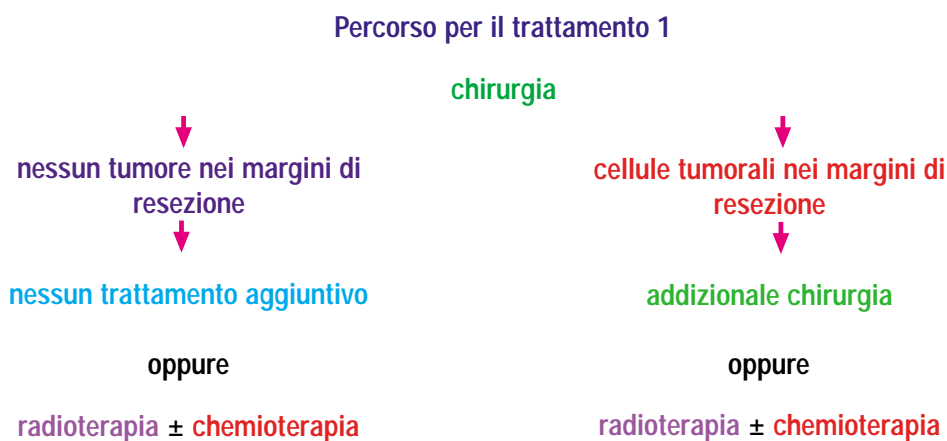 Percorso per il trattamento 1
chirurgia
nessun tumore nei margini di
resezione
cellule tumorali nei margini di
resezione
nessun trattamento aggiuntivo
addizionale chirurgia
oppure
oppure
radioterapia ± chemioterapia
radioterapia ± chemioterapia